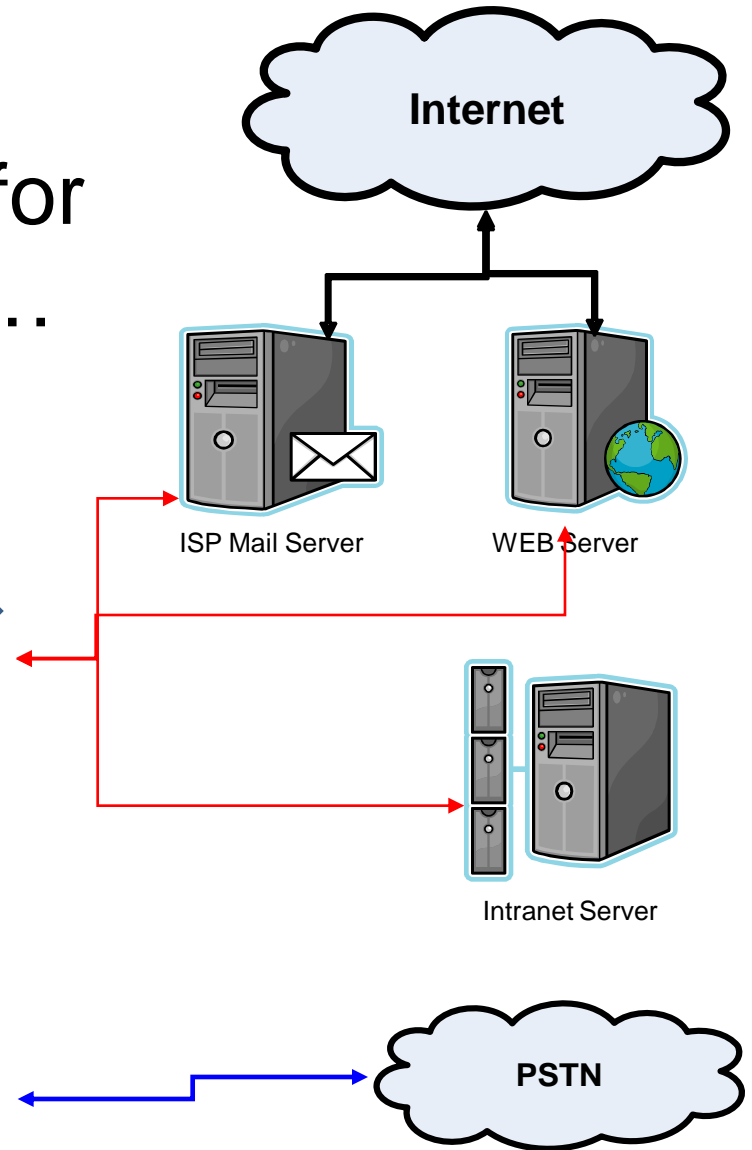 Internet
for
…
ISP Mail Server
WEB Server
Intranet Server
PSTN